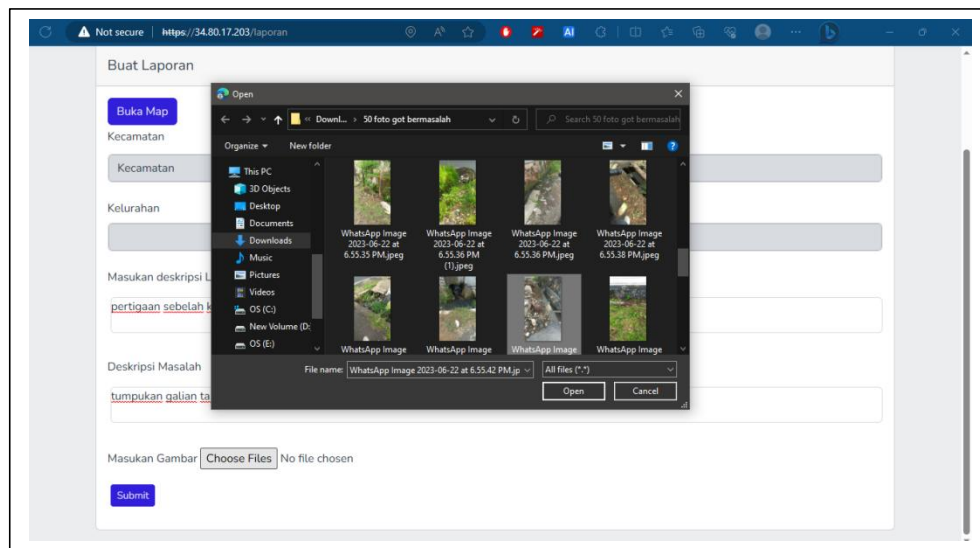 Not secure | https://34.80.17.203/laporan
Buat Laporan
Buka Map
Kecamatan
Kecamatan
Kelurahan
Masukan deskripsi L
pertigaan sebelah k
Deskripsi Masalah
tumpukan galian ta
Masukan Gambar Choose Files No file chosen
Submit
Open
« Downl... › 50 foto got bermasalah
Search 50 foto got bermasalah
Organize New folder
This PC
3D Objects
Desktop
Documents
Downloads
Music
Pictures
Videos
OS (C:)
New Volume (D:
OS (E:)
WhatsApp Image 2023-06-22 at 6.55.35 PM.jpeg
WhatsApp Image 2023-06-22 at 6.55.36 PM (1).jpeg
WhatsApp Image 2023-06-22 at 6.55.36 PM.jpeg
WhatsApp Image 2023-06-22 at 6.55.38 PM.jpeg
WhatsApp Image
WhatsApp Image
WhatsApp Image
WhatsApp Image
File name: WhatsApp Image 2023-06-22 at 6.55.42 PM.jp All files (*.*)
Open Cancel